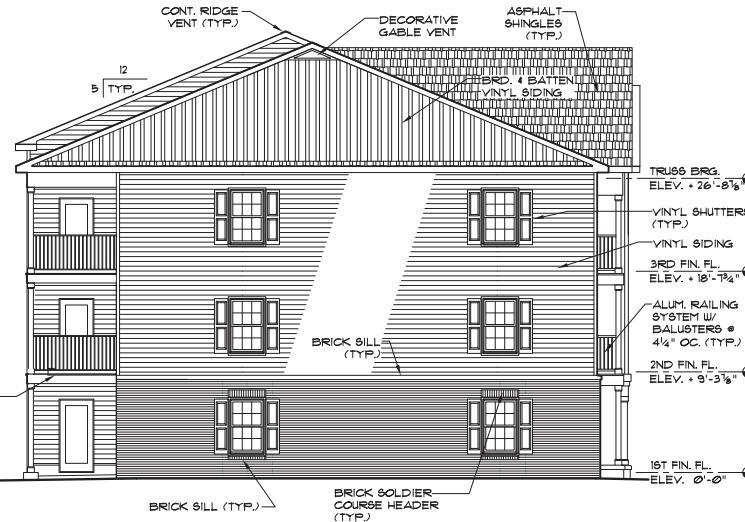 CONT. RIDGE
VENT (TYP.)
DECORATIVE
GABLE VENT
ASPHALT
SHINGLES
(TYP.)
12
5 TYP.
BRD. & BATTEN
VINYL SIDING
TRUSS BRG.
ELEV. + 26'-8⅞"
VINYL SHUTTERS
(TYP.)
VINYL SIDING
3RD FIN. FL.
ELEV. + 18'-7¾"
ALUM. RAILING
SYSTEM W/
BALUSTERS @
4¼" OC. (TYP.)
BRICK SILL
(TYP.)
2ND FIN. FL.
ELEV. + 9'-3⅞"
1ST FIN. FL.
ELEV. 0'-0"
BRICK SILL (TYP.)
BRICK SOLDIER
COURSE HEADER
(TYP.)